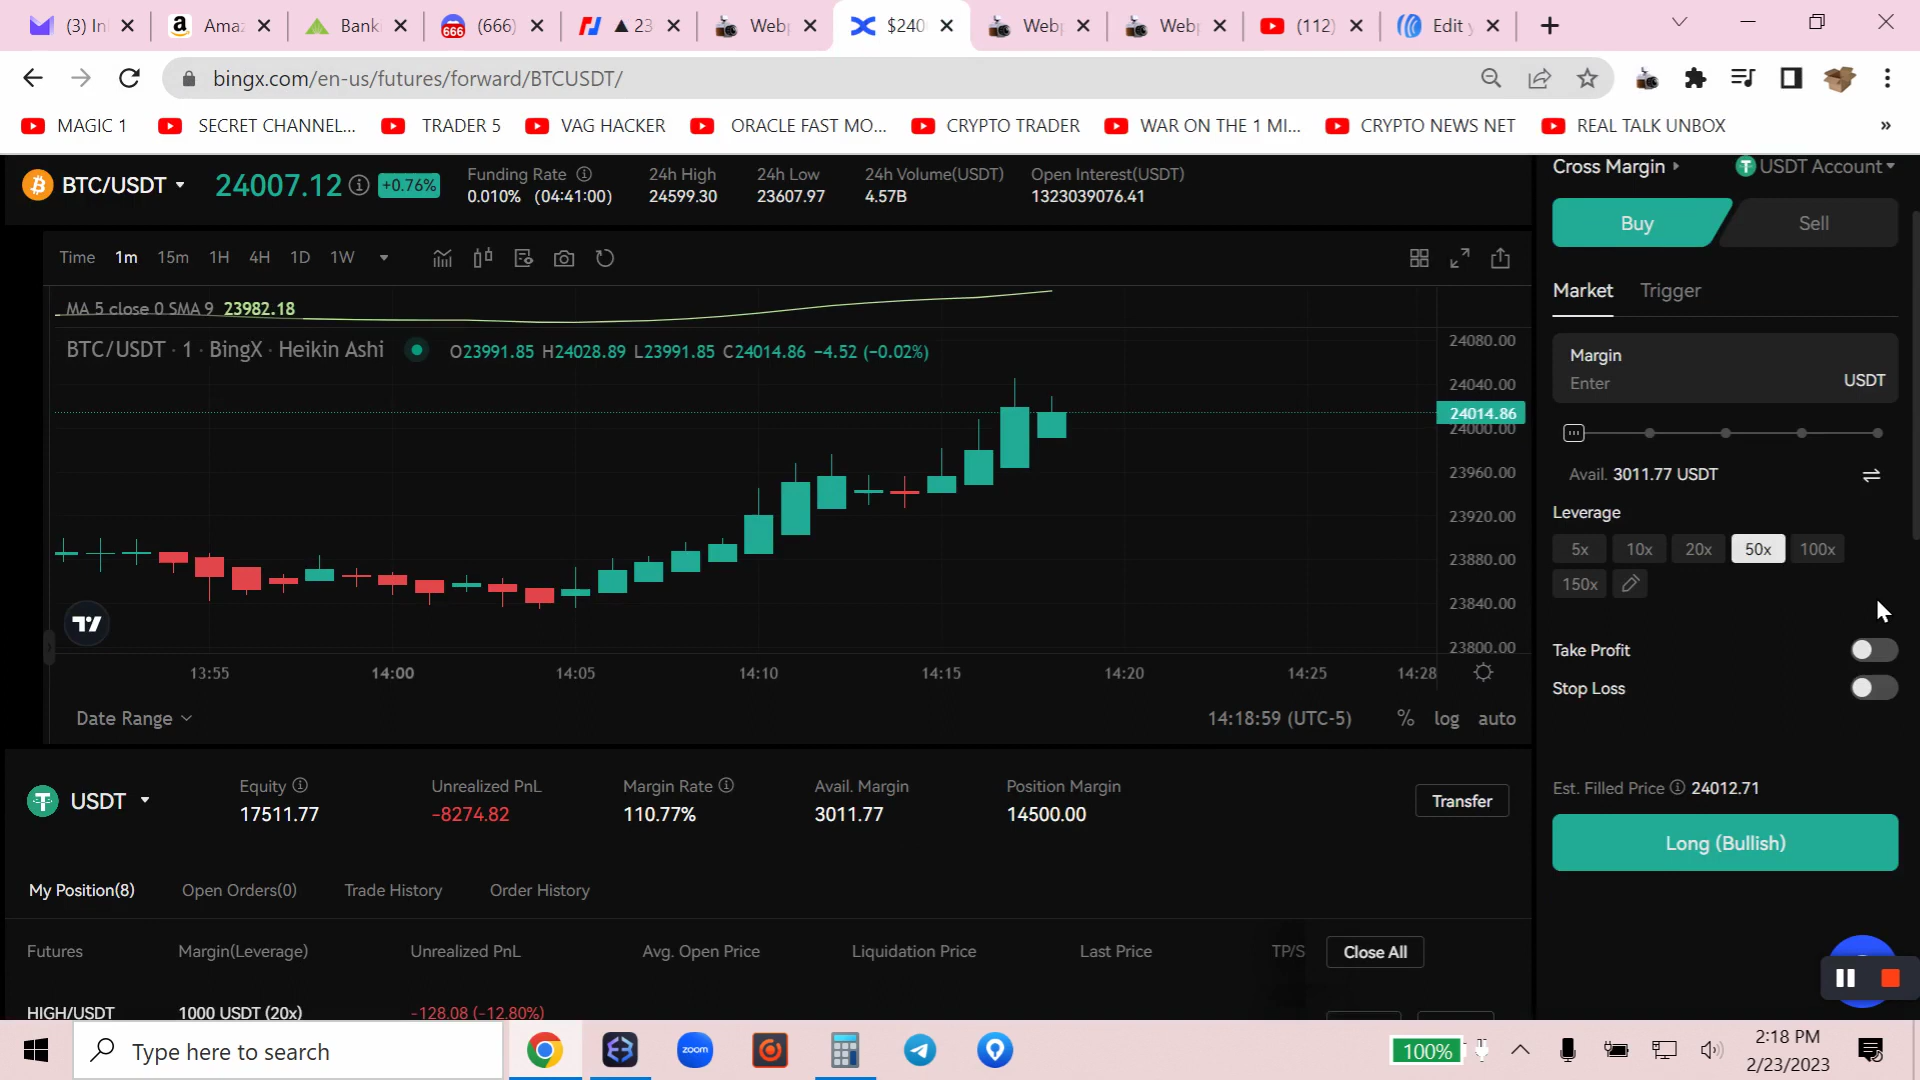 (3) In
Amaz
Bank
666
(666)
▲ 23
Webp
$240
Webp
Webp
(112)
Edit y
bingx.com/en-us/futures/forward/BTCUSDT/
MAGIC 1
SECRET CHANNEL...
TRADER 5
VAG HACKER
ORACLE FAST MO...
CRYPTO TRADER
WAR ON THE 1 MI...
CRYPTO NEWS NET
REAL TALK UNBOX
»
BTC/USDT
24007.12
+0.76%
Funding Rate
0.010% (04:41:00)
24h High
24599.30
24h Low
23607.97
24h Volume(USDT)
4.57B
Open Interest(USDT)
1323039076.41
Cross Margin
USDT Account
Buy
Sell
Time 1m 15m 1H 4H 1D 1W
Market
Trigger
MA 5 close 0 SMA 9 23982.18
BTC/USDT · 1 · BingX · Heikin Ashi
O23991.85 H24028.89 L23991.85 C24014.86 −4.52 (−0.02%)
24080.00
24040.00
24014.86
24000.00
23960.00
23920.00
23880.00
23840.00
23800.00
Margin
Enter
USDT
Avail. 3011.77 USDT
Leverage
5x 10x 20x 50x 100x
150x
Take Profit
Stop Loss
13:55 14:00 14:05 14:10 14:15 14:20 14:25 14:28
Date Range
14:18:59 (UTC-5)
% log auto
Est. Filled Price 24012.71
Long (Bullish)
USDT
Equity
17511.77
Unrealized PnL
-8274.82
Margin Rate
110.77%
Avail. Margin
3011.77
Position Margin
14500.00
Transfer
My Position(8)
Open Orders(0)
Trade History
Order History
Futures
Margin(Leverage)
Unrealized PnL
Avg. Open Price
Liquidation Price
Last Price
TP/S
Close All
HIGH/USDT
1000 USDT (20x)
-128.08 (-12.80%)
Type here to search
zoom
100%
2:18 PM
2/23/2023